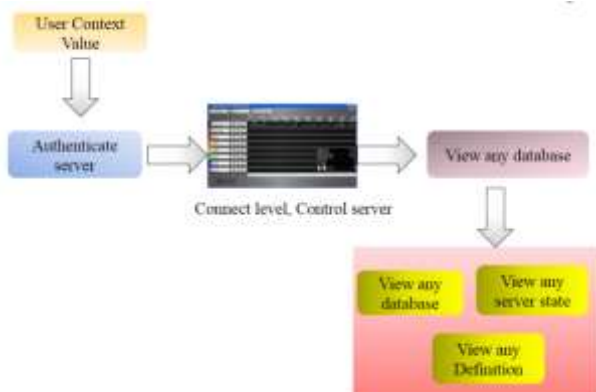 User Context
Value
Authenticate
server
Connect level, Control server
View any database
View any
database
View any
server state
View any
Definition